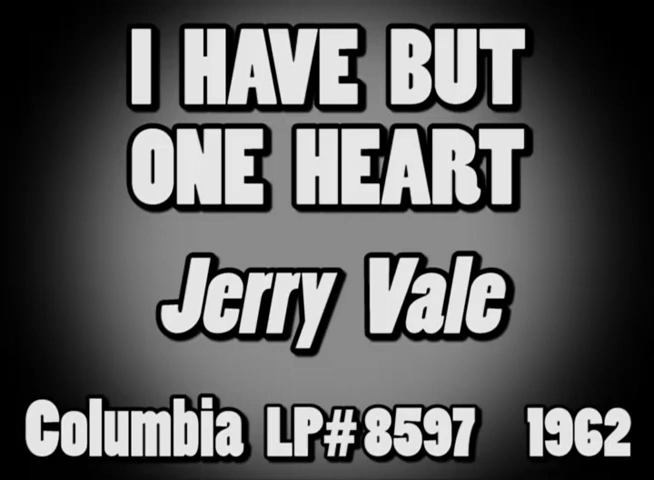 I HAVE BUT
ONE HEART
Jerry Vale
Columbia LP# 8597 1962